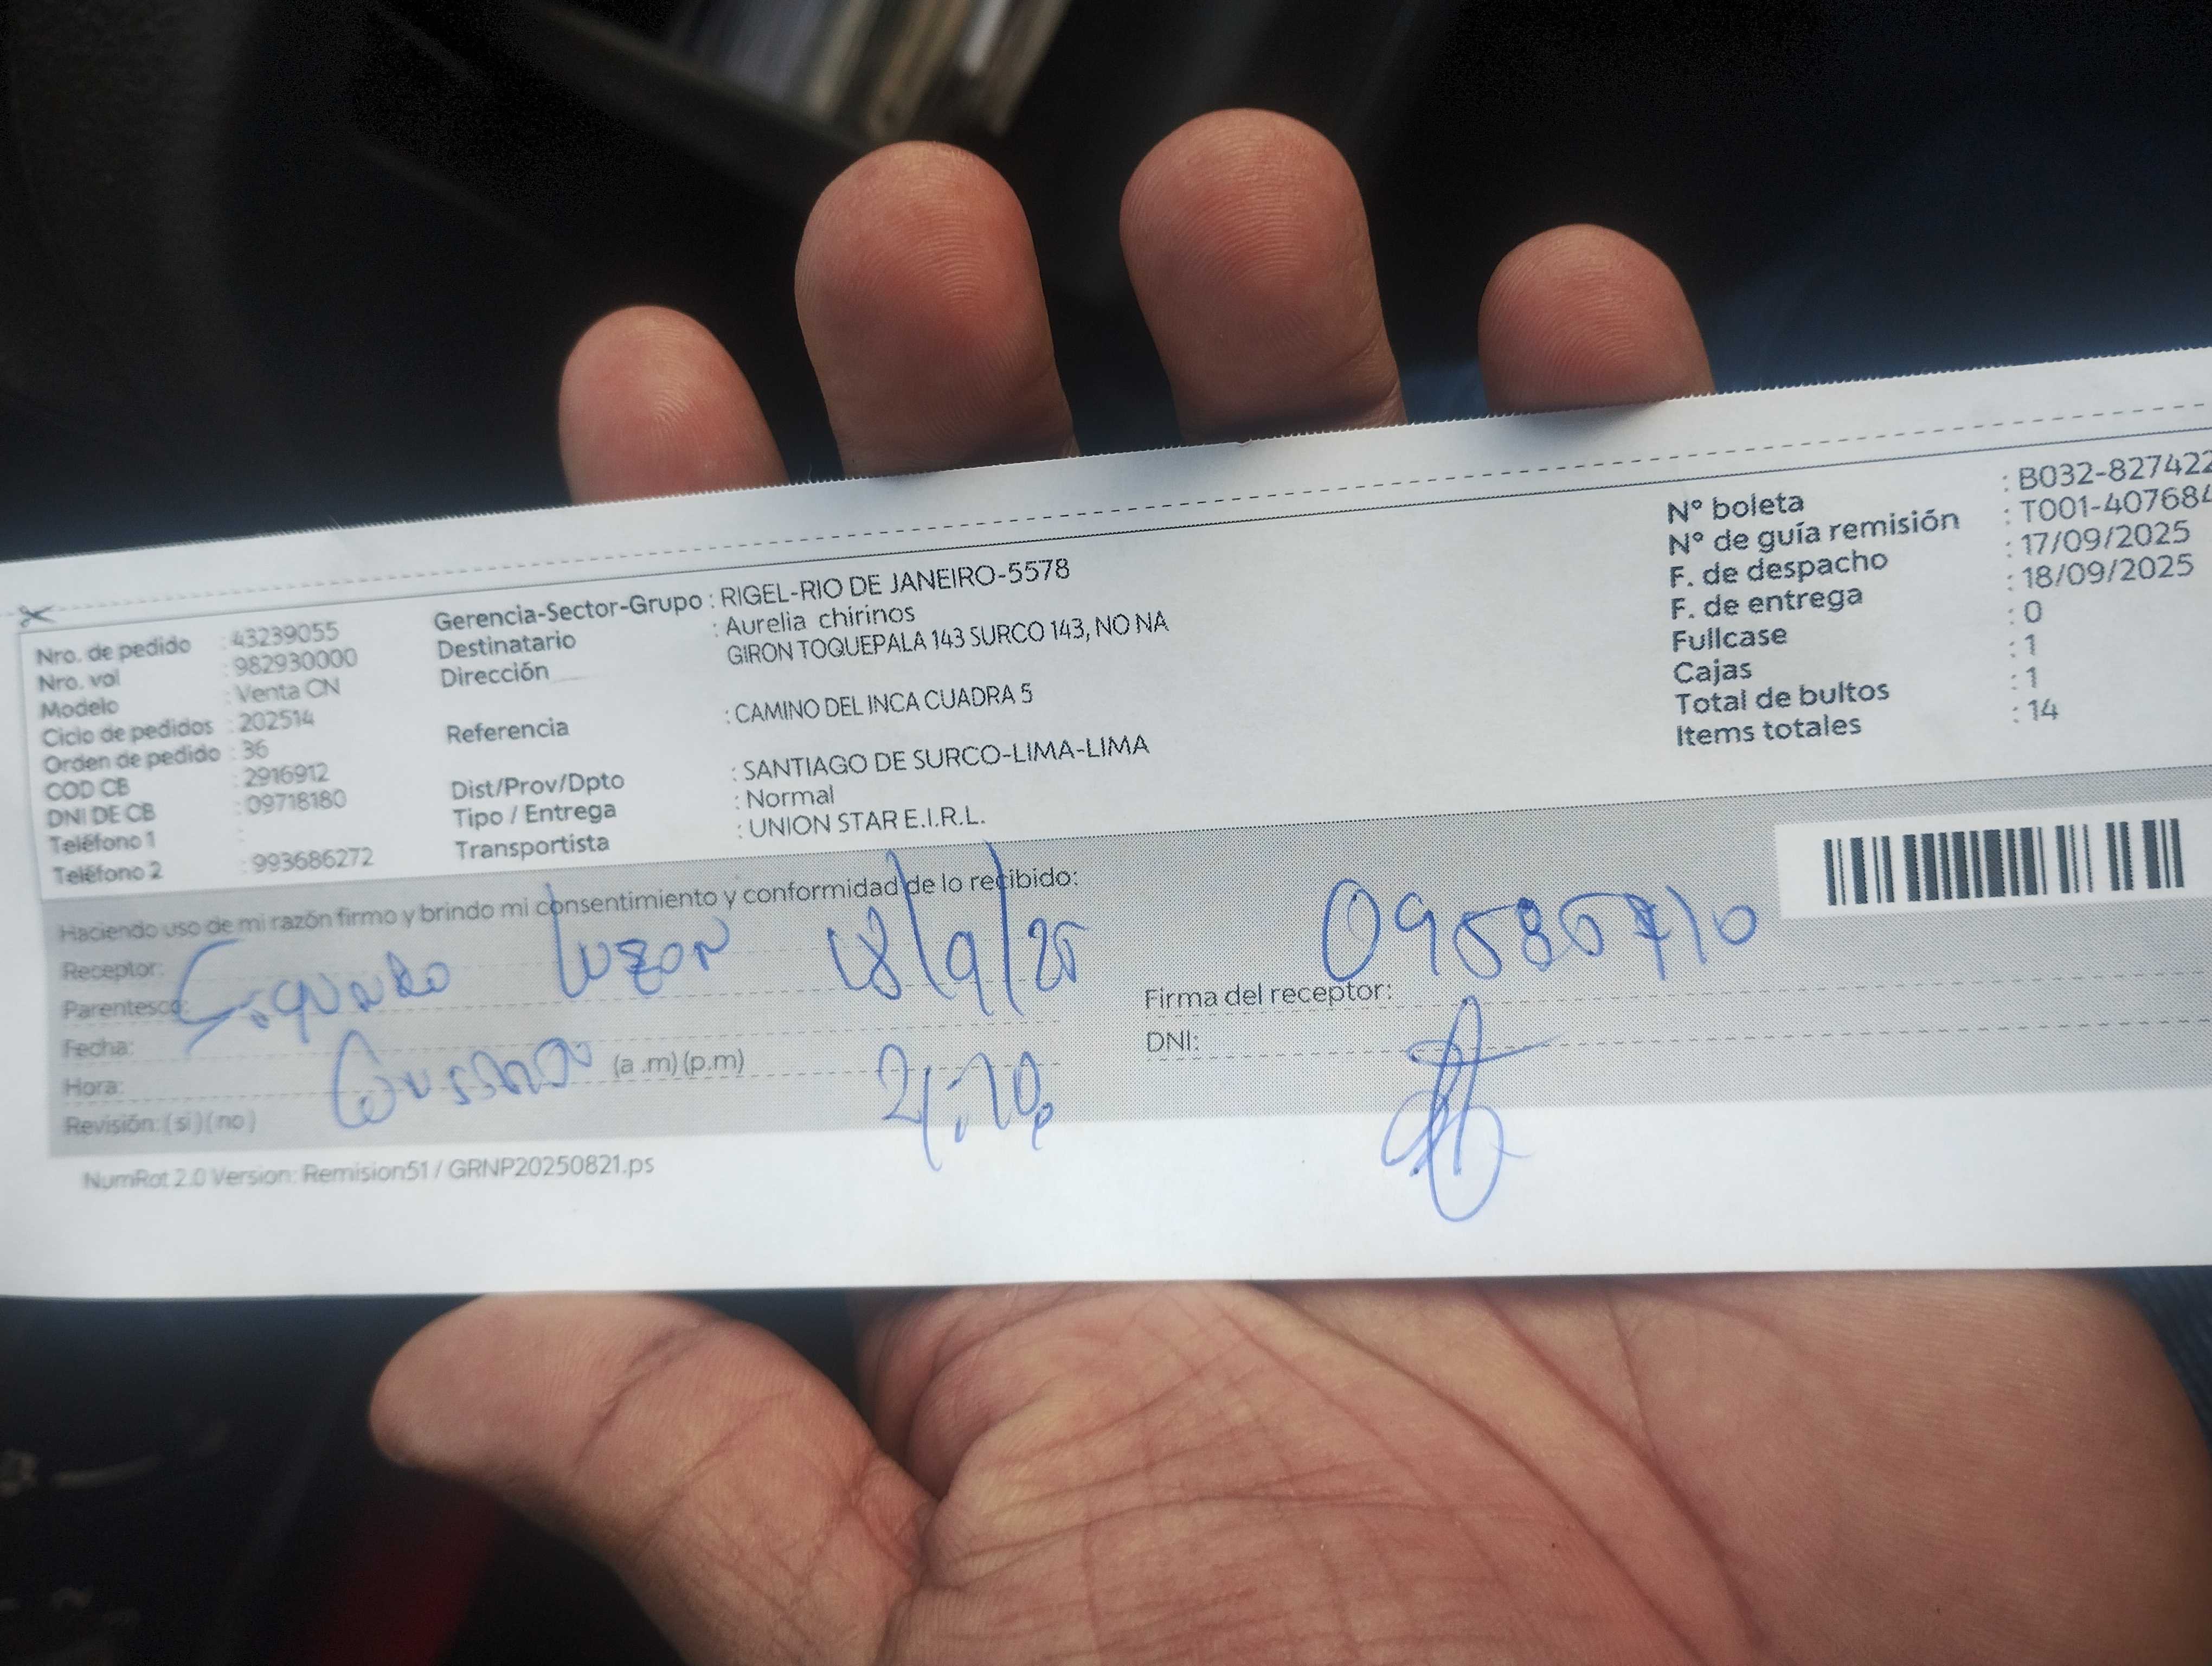 Nro. de pedido : 43239055
Nro. val : 982930000
Modelo : Venta CN
Ciclo de pedidos : 202514
Orden de pedido : 36
COD CB : 2916912
DNI DE CB : 09718180
Teléfono 1 :
Teléfono 2 : 993686272
Gerencia-Sector-Grupo : RIGEL-RIO DE JANEIRO-5578
Destinatario : Aurelia chirinos
Dirección GIRON TOQUEPALA 143 SURCO 143, NO NA
Referencia : CAMINO DEL INCA CUADRA 5
Dist/Prov/Dpto : SANTIAGO DE SURCO-LIMA-LIMA
Tipo / Entrega : Normal
Transportista : UNION STAR E.I.R.L.
N° boleta : B032-827422
N° de guía remisión : T001-407684
F. de despacho : 17/09/2025
F. de entrega : 18/09/2025
Fullcase : 0
Cajas : 1
Total de bultos : 1
Items totales : 14
Haciendo uso de mi razón firmo y brindo mi consentimiento y conformidad de lo recibido:
Receptor:
Parentesco:
18/9/25
Fecha:
Hora: (a .m) (p.m)
Revisión: ( si ) ( no )
Firma del receptor:
DNI:
NumRot 2.0 Version: Remision51 / GRNP20250821.ps